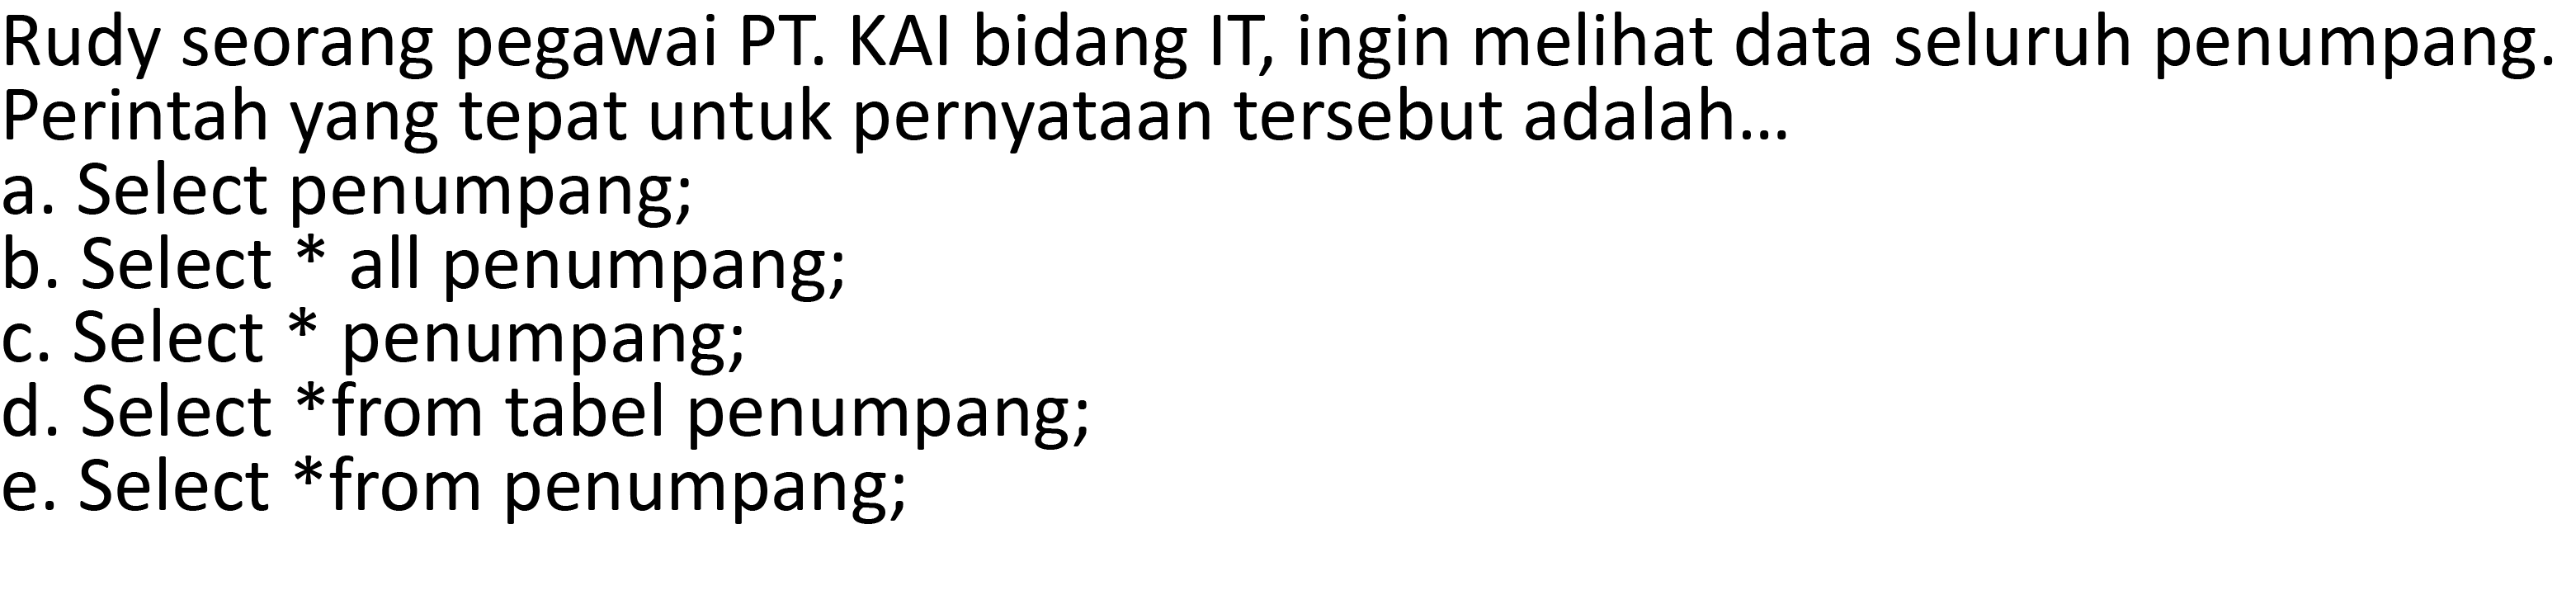 Rudy seorang pegawai PT. KAI bidang IT, ingin melihat data seluruh penumpang.
Perintah yang tepat untuk pernyataan tersebut adalah...
a. Select penumpang;
b. Select * all penumpang;
c. Select * penumpang;
d. Select *from tabel penumpang;
e. Select *from penumpang;